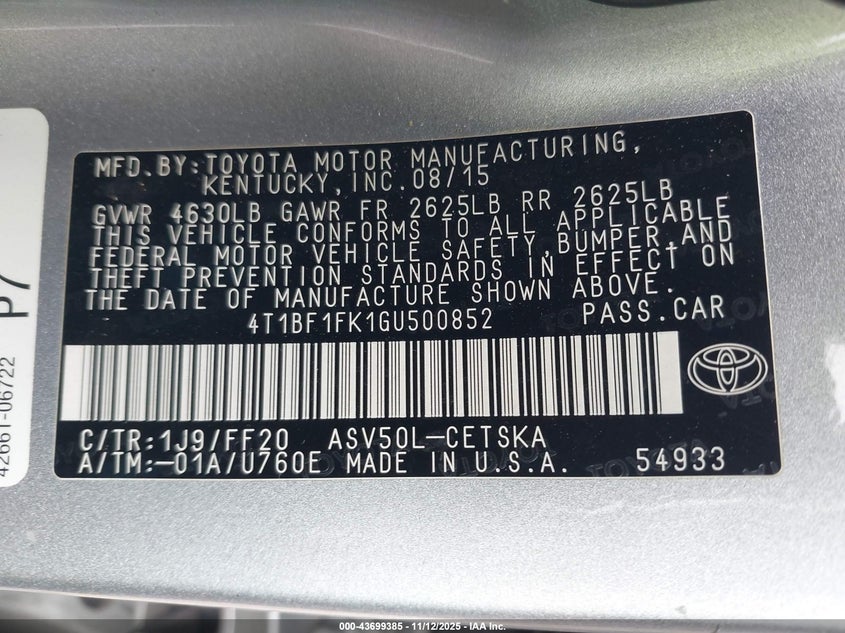 MFD. BY: TOYOTA MOTOR MANUFACTURING,
KENTUCKY, INC. 08/15
GVWR 4630LB GAWR FR 2625LB RR 2625LB
THIS VEHICLE CONFORMS TO ALL APPLICABLE
FEDERAL MOTOR VEHICLE SAFETY, BUMPER, AND
THEFT PREVENTION STANDARDS IN EFFECT ON
THE DATE OF MANUFACTURE SHOWN ABOVE.
4T1BF1FK1GU500852 PASS. CAR
C/TR: 1J9/FF20 ASV50L-CETSKA
A/TM: -01A/U760E MADE IN U.S.A. 54933
P7
42661-06722
000-43699385 - 11/12/2025 - IAA Inc.